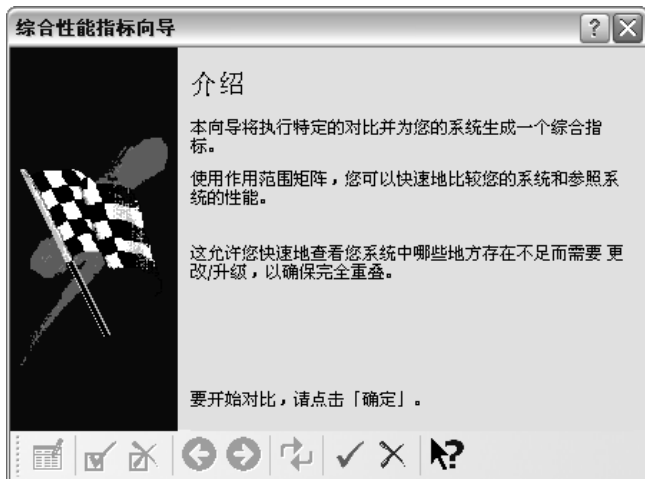 综合性能指标向导
介绍
本向导将执行特定的对比并为您的系统生成一个综合指
标。
使用作用范围矩阵，您可以快速地比较您的系统和参照系
统的性能。
这允许您快速地查看您系统中哪些地方存在不足而需要 更
改/升级，以确保完全重叠。
要开始对比，请点击「确定」。